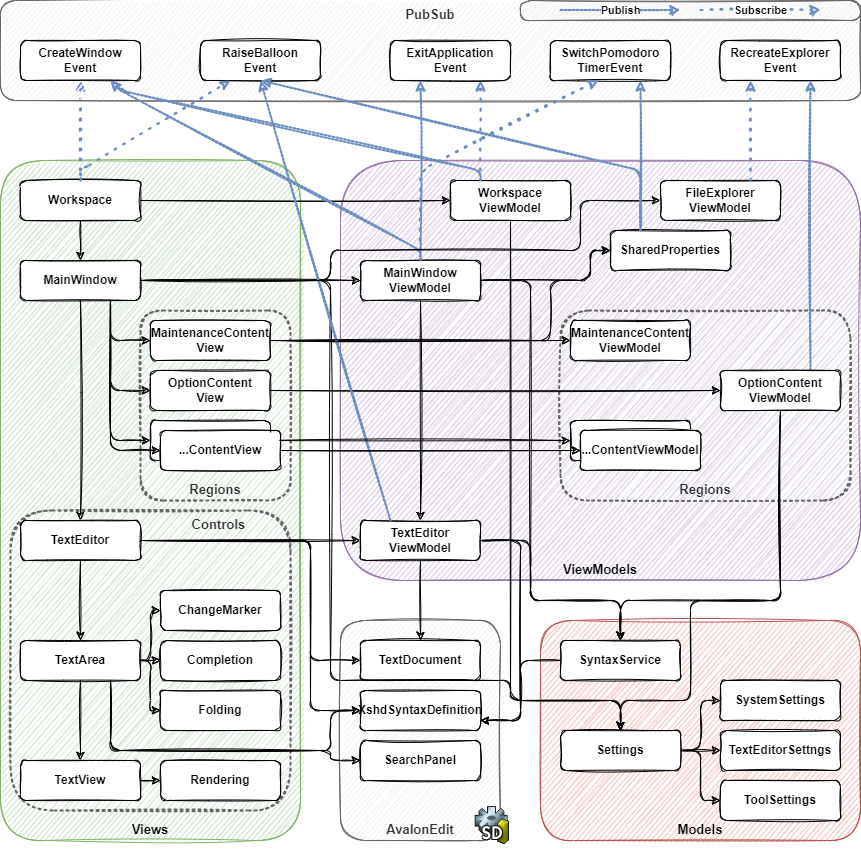 PubSub
Publish
Subscribe
CreateWindow
Event
RaiseBalloon
Event
ExitApplication
Event
SwitchPomodoro
TimerEvent
RecreateExplorer
Event
Workspace
Workspace
ViewModel
FileExplorer
ViewModel
SharedProperties
MainWindow
MainWindow
ViewModel
MaintenanceContent
View
MaintenanceContent
ViewModel
OptionContent
View
OptionContent
ViewModel
...ContentView
...ContentViewModel
Regions
Regions
Controls
TextEditor
TextEditor
ViewModel
ViewModels
ChangeMarker
TextArea
Completion
TextDocument
SyntaxService
Folding
XshdSyntaxDefinition
SystemSettings
Settings
TextEditorSettngs
SearchPanel
TextView
Rendering
ToolSettings
Views
AvalonEdit
SD
Models